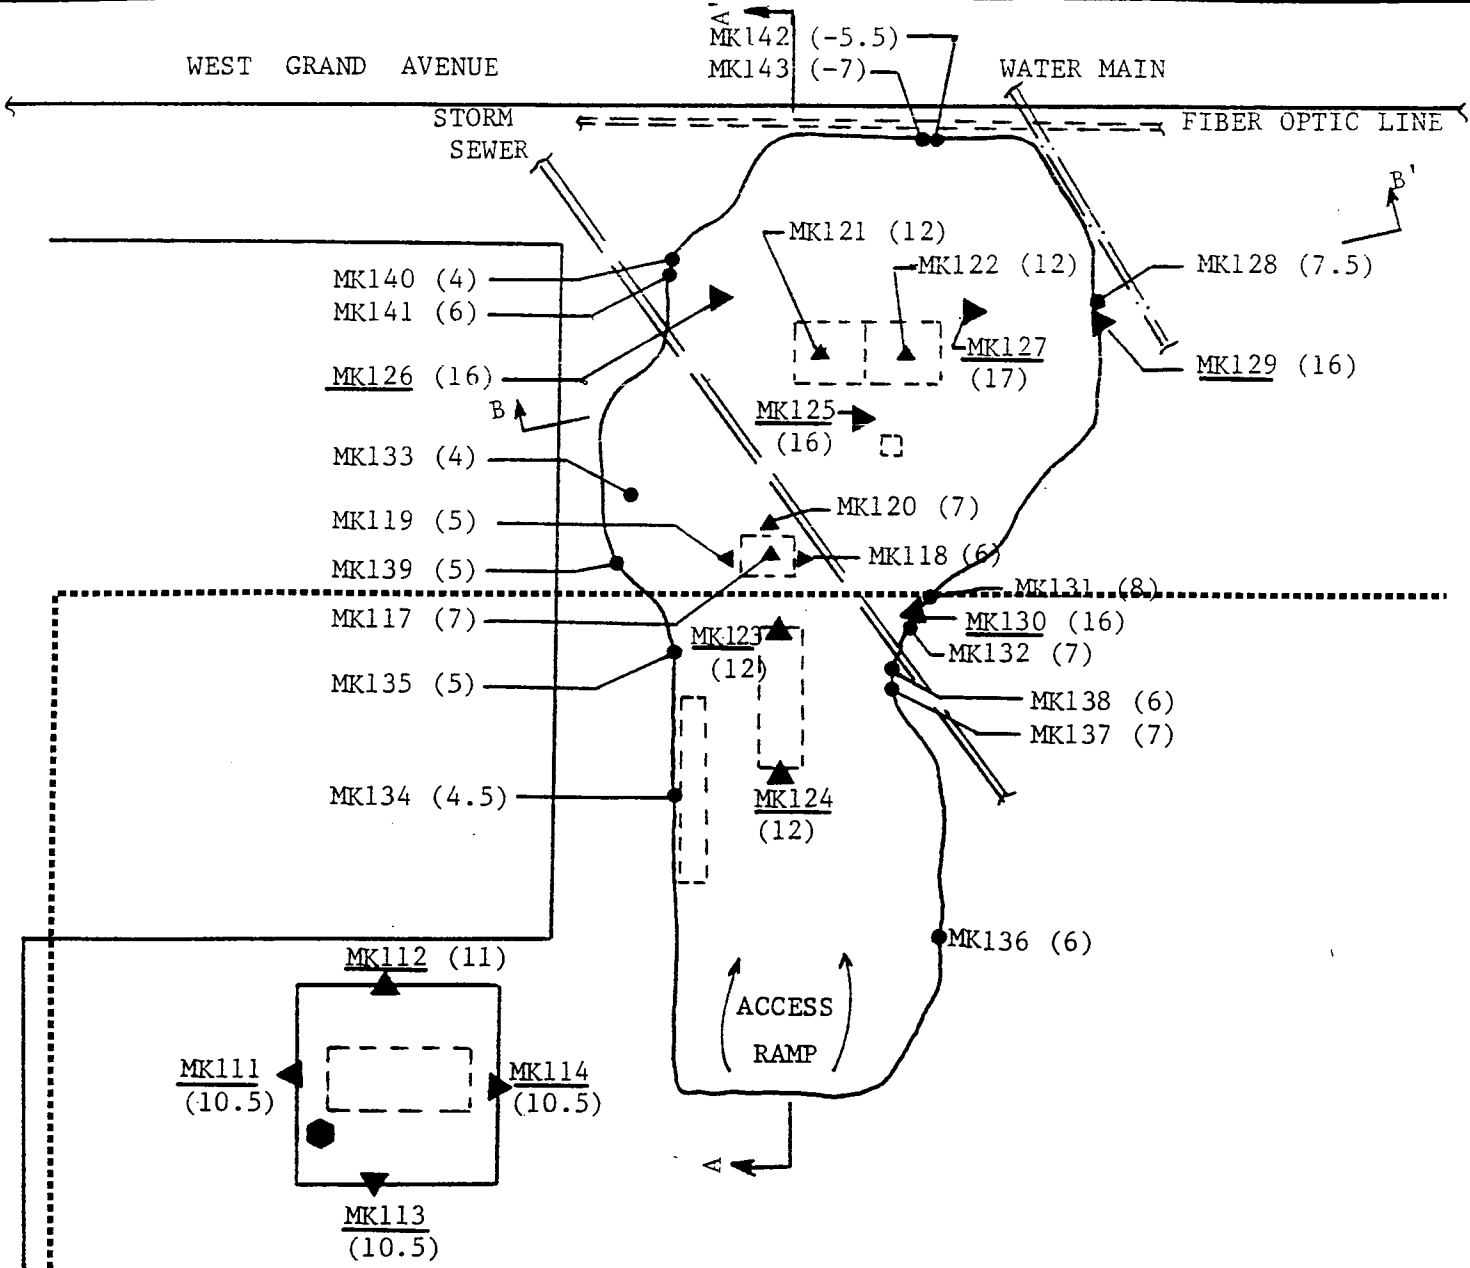 A'
MK142 (-5.5)
WEST GRAND AVENUE
MK143 (-7)
WATER MAIN
STORM
SEWER
FIBER OPTIC LINE
B'
MK121 (12)
MK140 (4)
MK122 (12)
MK128 (7.5)
MK141 (6)
MK126 (16)
MK127
(17)
MK129 (16)
B
MK125
(16)
MK133 (4)
MK119 (5)
MK120 (7)
MK139 (5)
MK118 (6)
MK131 (8)
MK117 (7)
MK130 (16)
MK123
(12)
MK132 (7)
MK135 (5)
MK138 (6)
MK137 (7)
MK134 (4.5)
MK124
(12)
MK136 (6)
MK112 (11)
ACCESS
RAMP
MK111
(10.5)
MK114
(10.5)
A
MK113
(10.5)